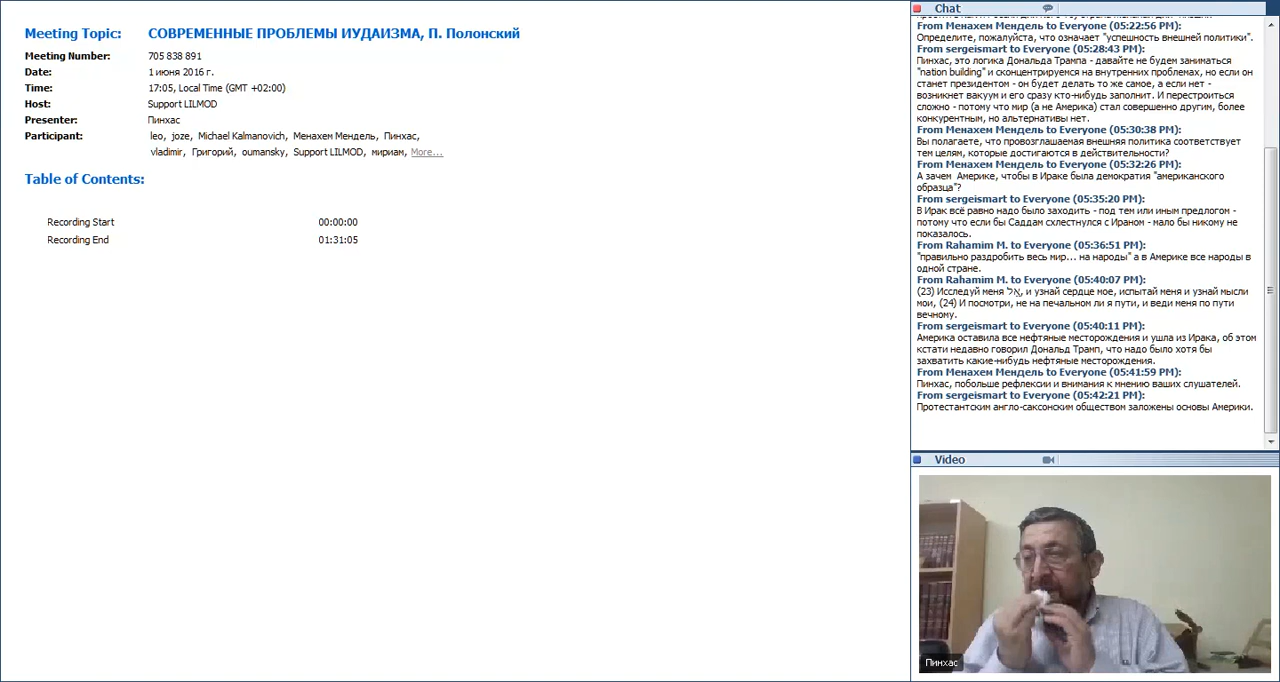 Meeting Topic: СОВРЕМЕННЫЕ ПРОБЛЕМЫ ИУДАИЗМА, П. Полонский
Meeting Number: 705 838 891
Date: 1 июня 2016 г.
Time: 17:05, Local Time (GMT +02:00)
Host: Support LILMOD
Presenter: Пинхас
Participant: leo, joze, Michael Kalmanovich, Менахем Мендель, Пинхас,
vladimir, Григорий, oumansky, Support LILMOD, мириам, More...
Table of Contents:
Recording Start 00:00:00
Recording End 01:31:05
Chat
From Менахем Мендель to Everyone (05:22:56 PM):
Определите, пожалуйста, что означает "успешность внешней политики".
From sergeismart to Everyone (05:28:43 PM):
Пинхас, это логика Дональда Трампа - давайте не будем заниматься
"nation building" и сконцентрируемся на внутренних проблемах, но если он
станет президентом - он будет делать то же самое, а если нет -
возникнет вакуум и его сразу кто-нибудь заполнит. И перестроиться
сложно - потому что мир (а не Америка) стал совершенно другим, более
конкурентным, но альтернативы нет.
From Менахем Мендель to Everyone (05:30:38 PM):
Вы полагаете, что провозглашаемая внешняя политика соответствует
тем целям, которые достигаются в действительности?
From Менахем Мендель to Everyone (05:32:26 PM):
А зачем Америке, чтобы в Ираке была демократия "американского
образца"?
From sergeismart to Everyone (05:35:20 PM):
В Ирак всё равно надо было заходить - под тем или иным предлогом -
потому что если бы Саддам схлестнулся с Ираном - мало бы никому не
показалось.
From Rahamim M. to Everyone (05:36:51 PM):
"правильно раздробить весь мир... на народы" а в Америке все народы в
одной стране.
From Rahamim M. to Everyone (05:40:07 PM):
(23) Исследуй меня אֵל, и узнай сердце мое, испытай меня и узнай мысли
мои, (24) И посмотри, не на печальном ли я пути, и веди меня по пути
вечному.
From sergeismart to Everyone (05:40:11 PM):
Америка оставила все нефтяные месторождения и ушла из Ирака, об этом
кстати недавно говорил Дональд Трамп, что надо было хотя бы
захватить какие-нибудь нефтяные месторождения.
From Менахем Мендель to Everyone (05:41:59 PM):
Пинхас, побольше рефлексии и внимания к мнению ваших слушателей.
From sergeismart to Everyone (05:42:21 PM):
Протестантским англо-саксонским обществом заложены основы Америки.
Video
Пинхас